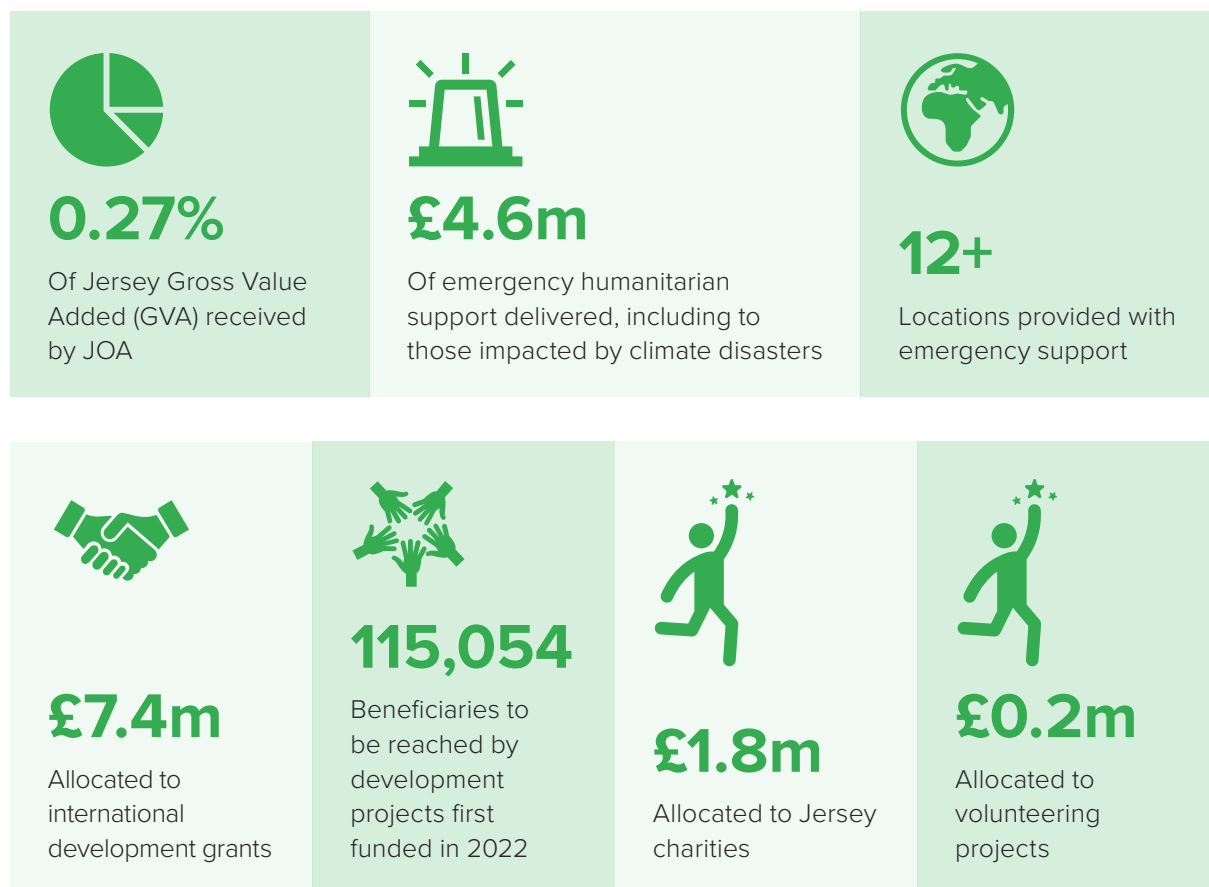 0.27%
Of Jersey Gross Value
Added (GVA) received
by JOA
£4.6m
Of emergency humanitarian
support delivered, including to
those impacted by climate disasters
12+
Locations provided with
emergency support
£7.4m
Allocated to
international
development grants
115,054
Beneficiaries to
be reached by
development
projects first
funded in 2022
£1.8m
Allocated to Jersey
charities
£0.2m
Allocated to
volunteering
projects